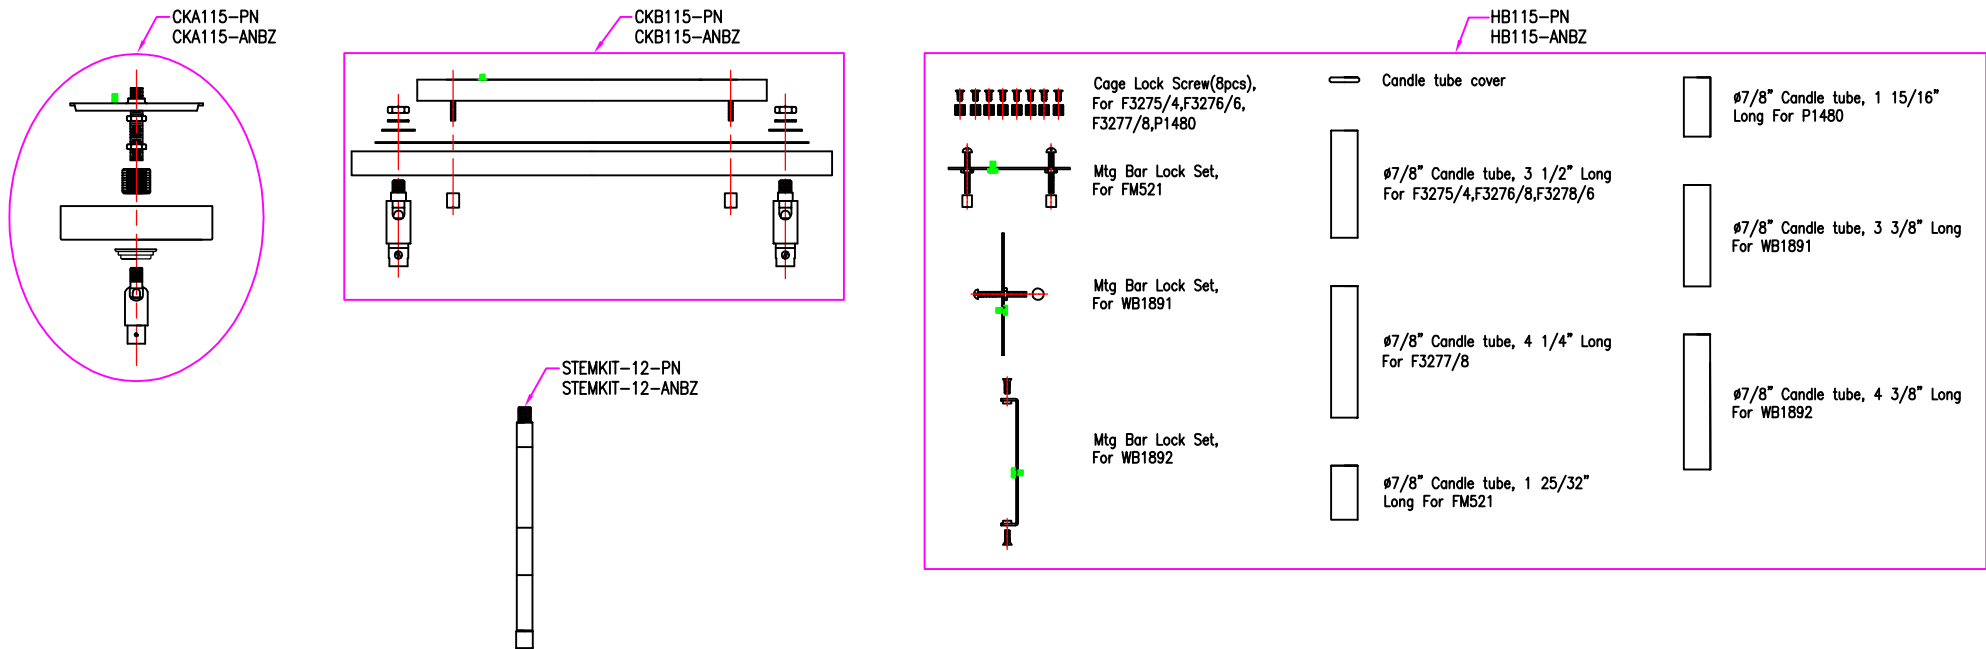 CKA115-PN
CKA115-ANBZ
CKB115-PN
CKB115-ANBZ
HB115-PN
HB115-ANBZ
Cage Lock Screw(8pcs),
For F3275/4,F3276/6,
F3277/8,P1480
Mtg Bar Lock Set,
For FM521
Mtg Bar Lock Set,
For WB1891
Mtg Bar Lock Set,
For WB1892
Candle tube cover
ø7/8” Candle tube, 3 1/2” Long
For F3275/4,F3276/8,F3278/6
ø7/8” Candle tube, 4 1/4” Long
For F3277/8
ø7/8” Candle tube, 1 25/32”
Long For FM521
ø7/8” Candle tube, 1 15/16”
Long For P1480
ø7/8” Candle tube, 3 3/8” Long
For WB1891
ø7/8” Candle tube, 4 3/8” Long
For WB1892
STEMKIT-12-PN
STEMKIT-12-ANBZ